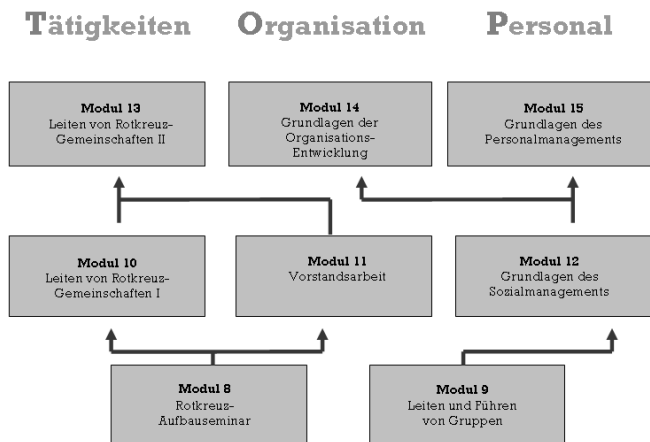 Tätigkeiten
Organisation
Personal
Modul 13
Leiten von Rotkreuz-
Gemeinschaften II
Modul 14
Grundlagen der
Organisations-
Entwicklung
Modul 15
Grundlagen des
Personalmanagements
Modul 10
Leiten von Rotkreuz-
Gemeinschaften I
Modul 11
Vorstandsarbeit
Modul 12
Grundlagen des
Sozialmanagements
Modul 8
Rotkreuz-
Aufbauseminar
Modul 9
Leiten und Führen
von Gruppen